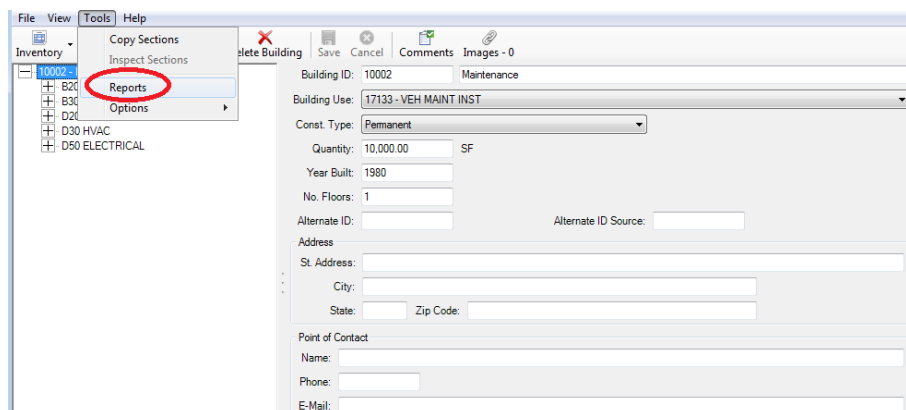 File View Tools Help
Copy Sections
Inspect Sections
Reports
Options
Inventory elete Building Save Cancel Comments Images - 0
10002 -
B20
B30
D20
D30 HVAC
D50 ELECTRICAL
Building ID: 10002 Maintenance
Building Use: 17133 - VEH MAINT INST
Const. Type: Permanent
Quantity: 10,000.00 SF
Year Built: 1980
No. Floors: 1
Alternate ID: Alternate ID Source:
Address
St. Address:
City:
State: Zip Code:
Point of Contact
Name:
Phone:
E-Mail: